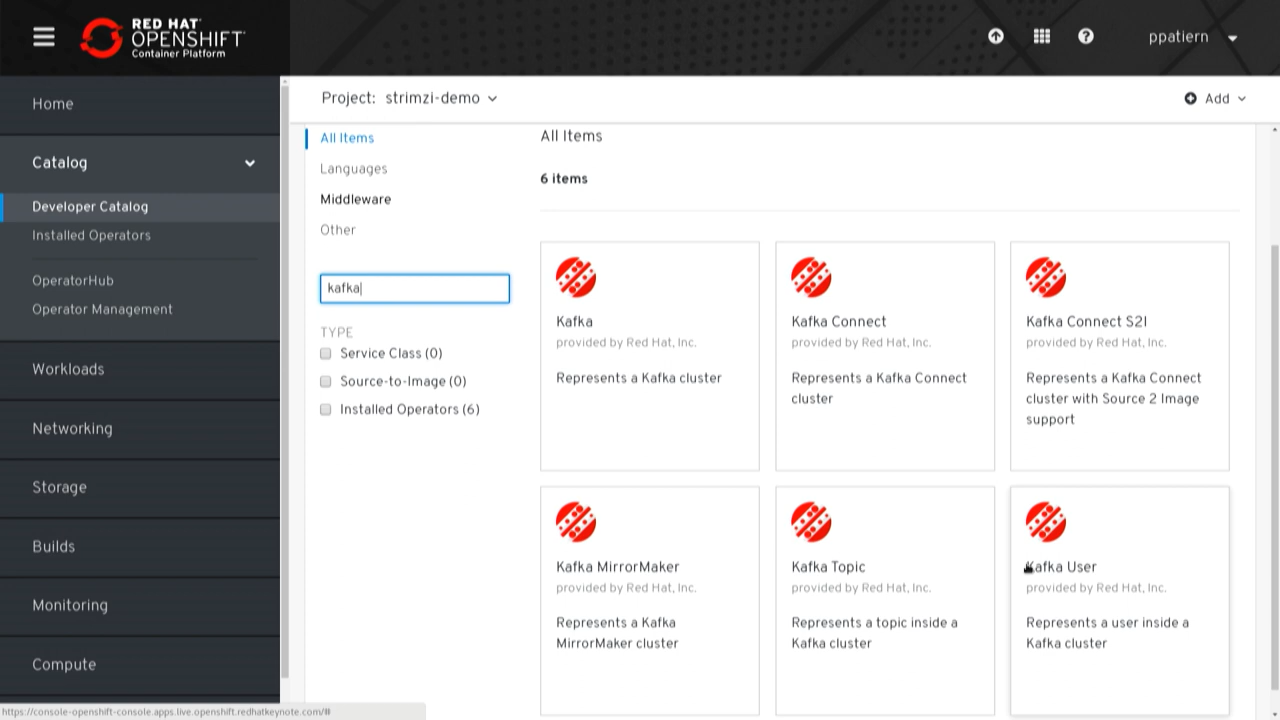 RED HAT
OPENSHIFT
Container Platform
ppatiern
Home
Catalog
Developer Catalog
Installed Operators
OperatorHub
Operator Management
Workloads
Networking
Storage
Builds
Monitoring
Compute
Project: strimzi-demo
Add
All Items
Languages
Middleware
Other
kafka
TYPE
Service Class (0)
Source-to-Image (0)
Installed Operators (6)
All Items
6 items
Kafka
provided by Red Hat, Inc.
Represents a Kafka cluster
Kafka Connect
provided by Red Hat, Inc.
Represents a Kafka Connect
cluster
Kafka Connect S2I
provided by Red Hat, Inc.
Represents a Kafka Connect
cluster with Source 2 Image
support
Kafka MirrorMaker
provided by Red Hat, Inc.
Represents a Kafka
MirrorMaker cluster
Kafka Topic
provided by Red Hat, Inc.
Represents a topic inside a
Kafka cluster
Kafka User
provided by Red Hat, Inc.
Represents a user inside a
Kafka cluster
https://console-openshift-console.apps.live.openshift.redhatkeynote.com/#